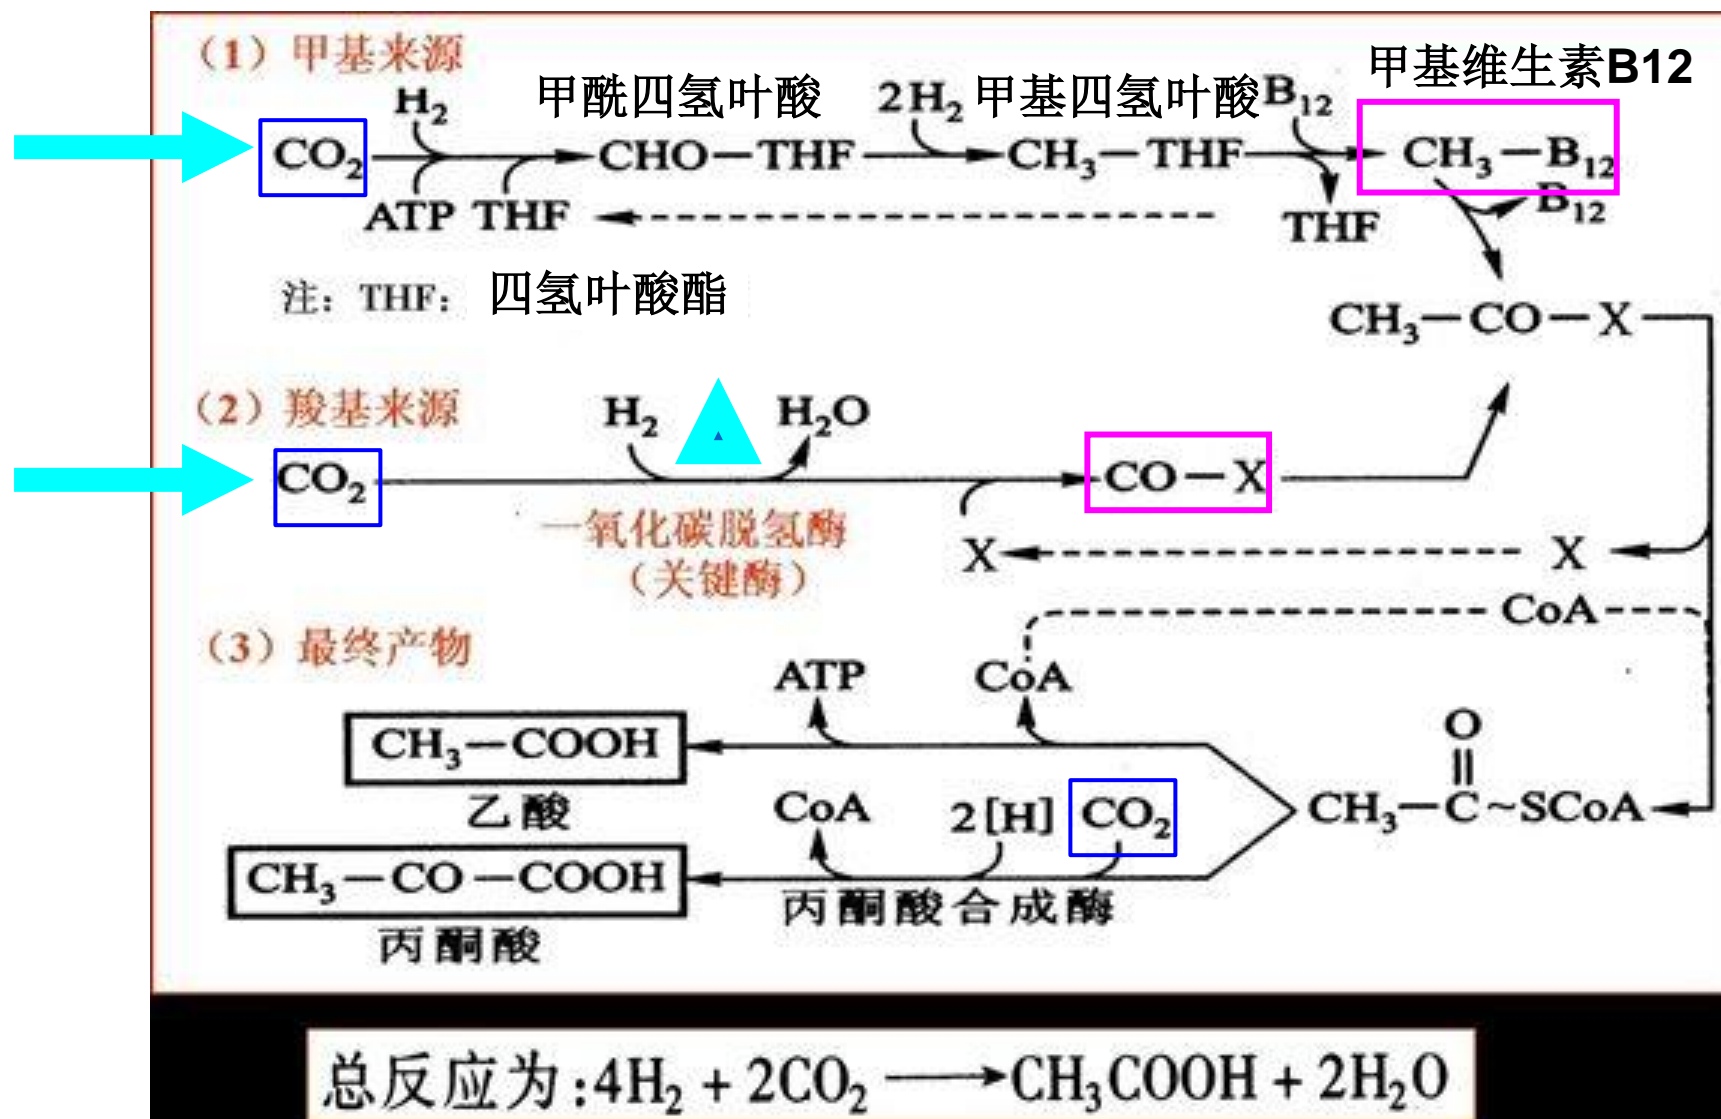 （1）甲基来源
甲基维生素B12
H₂ 甲酰四氢叶酸 2H₂ 甲基四氢叶酸 B₁₂
CO₂ CHO—THF CH₃—THF CH₃—B₁₂
ATP THF THF B₁₂
注：THF： 四氢叶酸酯
CH₃—CO—X
（2）羧基来源 H₂ H₂O
CO₂ CO—X
一氧化碳脱氢酶
（关键酶）
X X
CoA
（3）最终产物
ATP CoA
O
CH₃—COOH
乙酸
CoA 2[H] CO₂ CH₃—C~SCoA
CH₃—CO—COOH
丙酮酸合成酶
丙酮酸
总反应为:4H₂ + 2CO₂ ⟶ CH₃COOH + 2H₂O